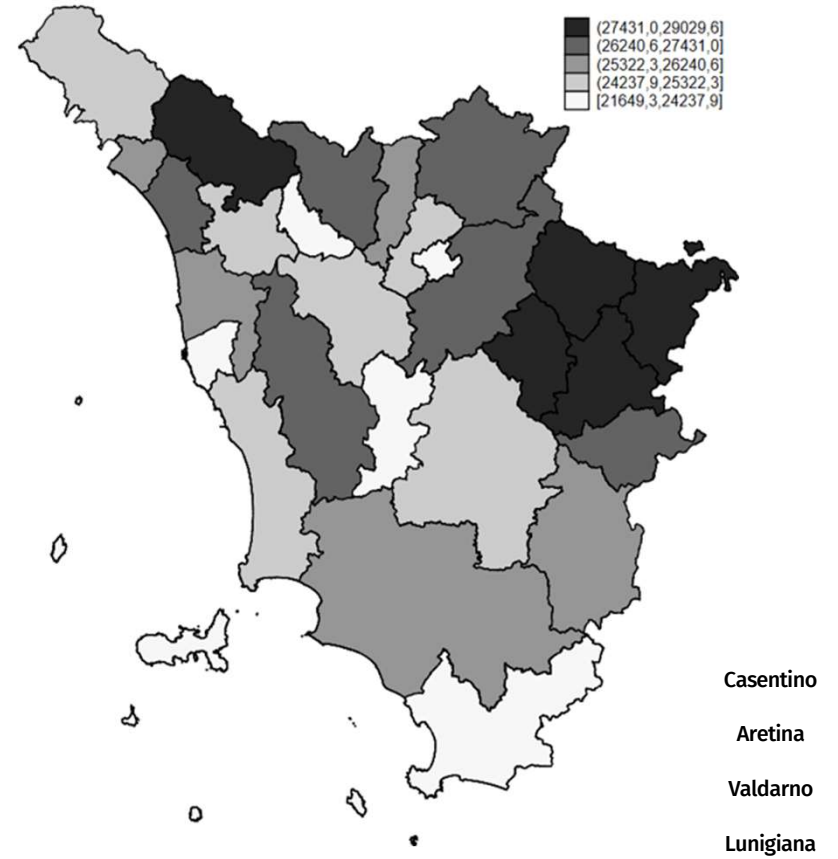 (27431,0,29029,6]
(26240,6,27431,0]
(25322,3,26240,6]
(24237,9,25322,3]
[21649,3,24237,9]
Casentino
Aretina
Valdarno
Lunigiana